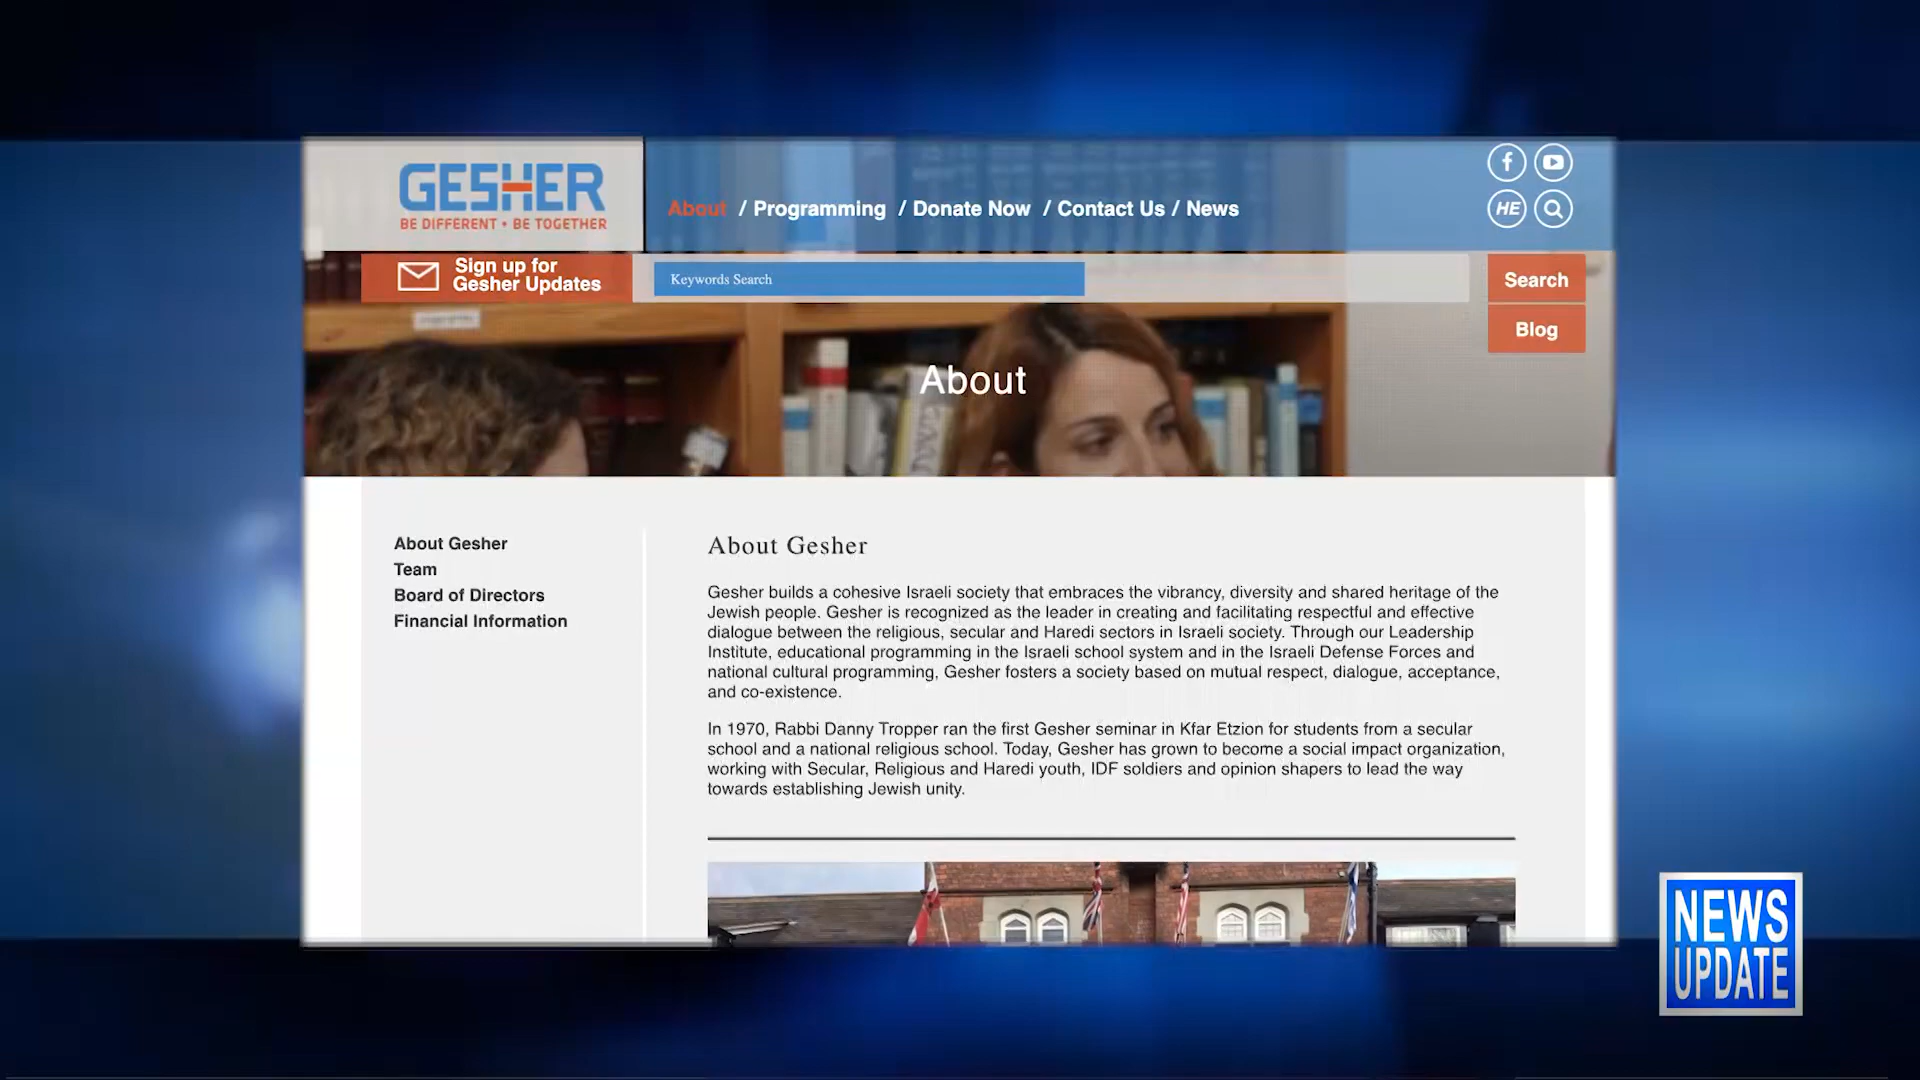 GESHER
BE DIFFERENT • BE TOGETHER
About / Programming / Donate Now / Contact Us / News
HE
Sign up for
Gesher Updates
Keywords Search
Search
Blog
About
About Gesher
Team
Board of Directors
Financial Information
About Gesher
Gesher builds a cohesive Israeli society that embraces the vibrancy, diversity and shared heritage of the
Jewish people. Gesher is recognized as the leader in creating and facilitating respectful and effective
dialogue between the religious, secular and Haredi sectors in Israeli society. Through our Leadership
Institute, educational programming in the Israeli school system and in the Israeli Defense Forces and
national cultural programming, Gesher fosters a society based on mutual respect, dialogue, acceptance,
and co-existence.
In 1970, Rabbi Danny Tropper ran the first Gesher seminar in Kfar Etzion for students from a secular
school and a national religious school. Today, Gesher has grown to become a social impact organization,
working with Secular, Religious and Haredi youth, IDF soldiers and opinion shapers to lead the way
towards establishing Jewish unity.
NEWS
UPDATE